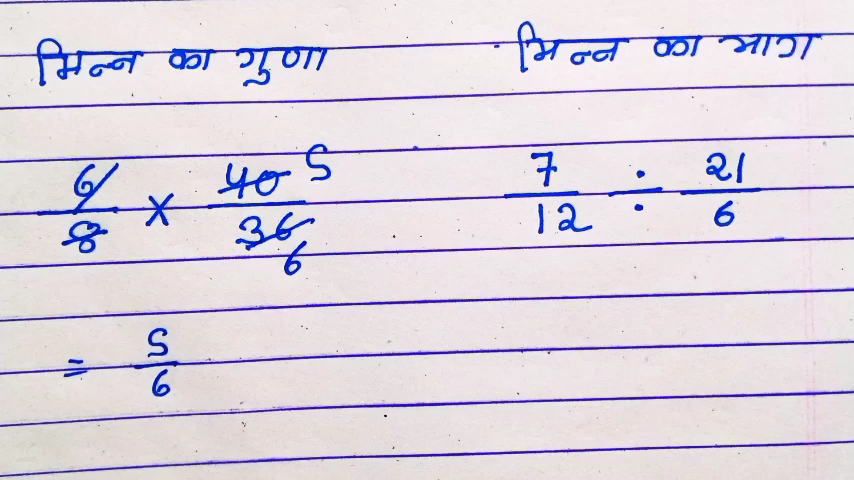 भिन्न का गुणा
6/8 × 40/36 5 6
= 5/6
भिन्न का भाग
7/12 ÷ 21/6